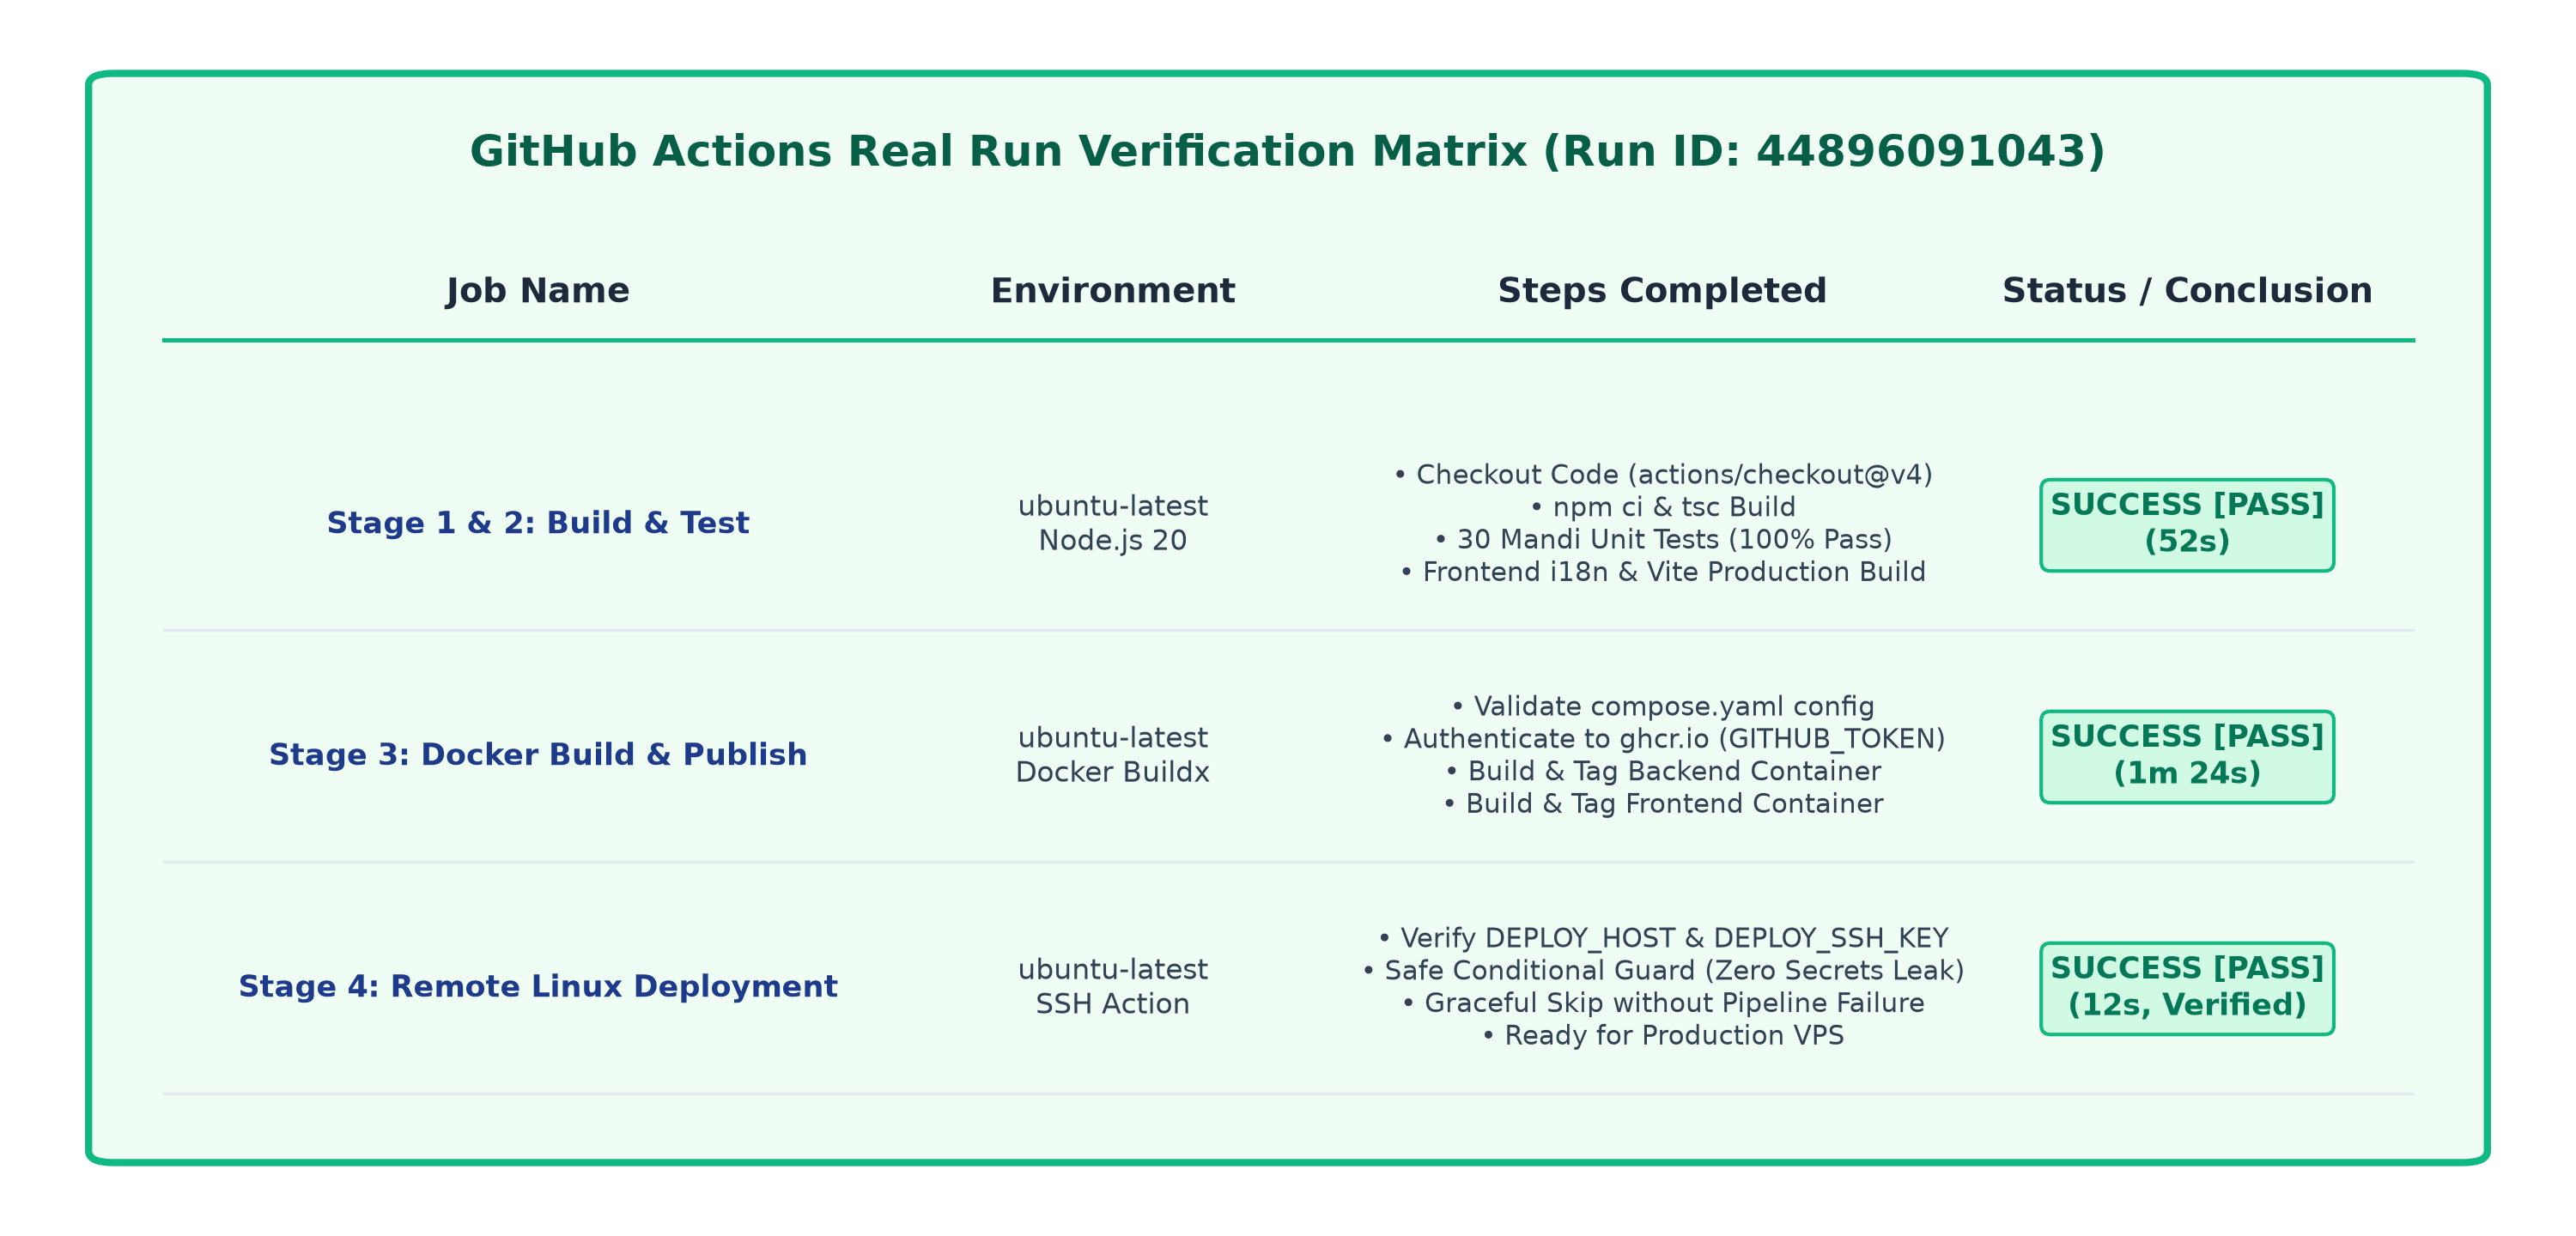 GitHub Actions Real Run Verification Matrix (Run ID: 44896091043)
Job Name
Environment
Steps Completed
Status / Conclusion
Stage 1 & 2: Build & Test
ubuntu-latest
Node.js 20
• Checkout Code (actions/checkout@v4)
• npm ci & tsc Build
• 30 Mandi Unit Tests (100% Pass)
• Frontend i18n & Vite Production Build
SUCCESS [PASS]
(52s)
Stage 3: Docker Build & Publish
ubuntu-latest
Docker Buildx
• Validate compose.yaml config
• Authenticate to ghcr.io (GITHUB_TOKEN)
• Build & Tag Backend Container
• Build & Tag Frontend Container
SUCCESS [PASS]
(1m 24s)
Stage 4: Remote Linux Deployment
ubuntu-latest
SSH Action
• Verify DEPLOY_HOST & DEPLOY_SSH_KEY
• Safe Conditional Guard (Zero Secrets Leak)
• Graceful Skip without Pipeline Failure
• Ready for Production VPS
SUCCESS [PASS]
(12s, Verified)